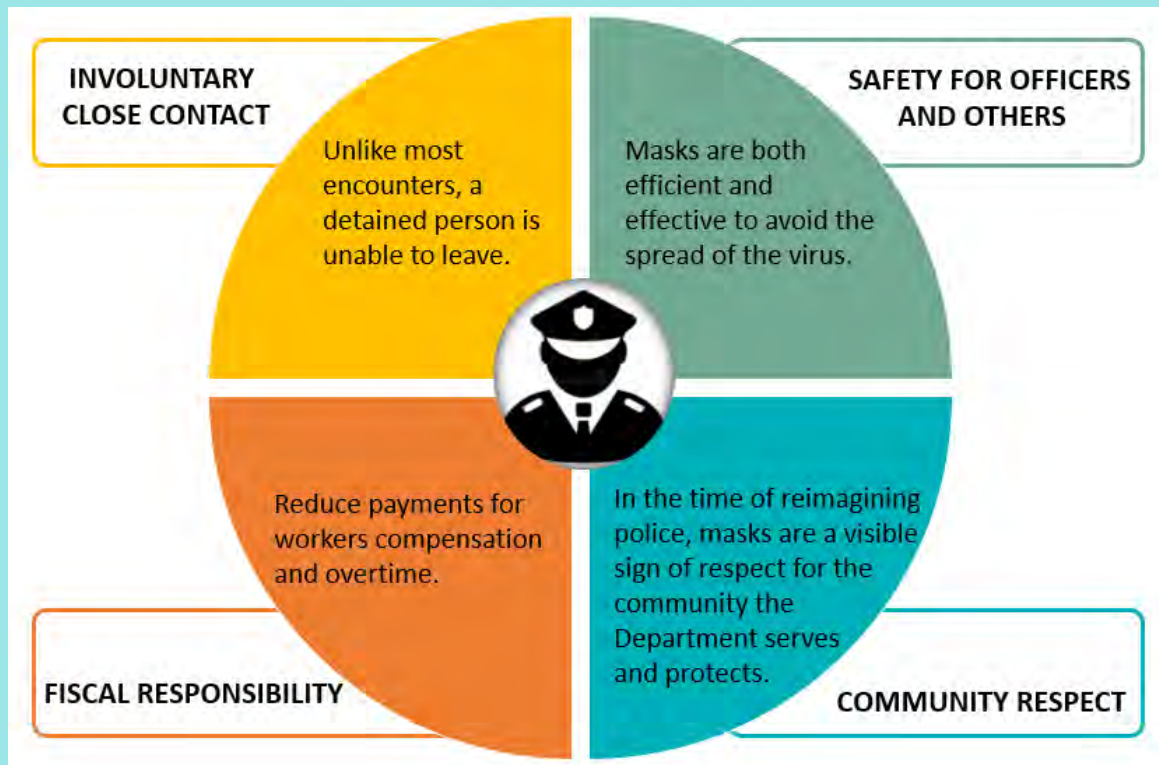 INVOLUNTARY
CLOSE CONTACT
Unlike most
encounters, a
detained person is
unable to leave.
SAFETY FOR OFFICERS
AND OTHERS
Masks are both
efficient and
effective to avoid the
spread of the virus.
Reduce payments for
workers compensation
and overtime.
FISCAL RESPONSIBILITY
In the time of reimagining
police, masks are a visible
sign of respect for the
community the
Department serves
and protects.
COMMUNITY RESPECT